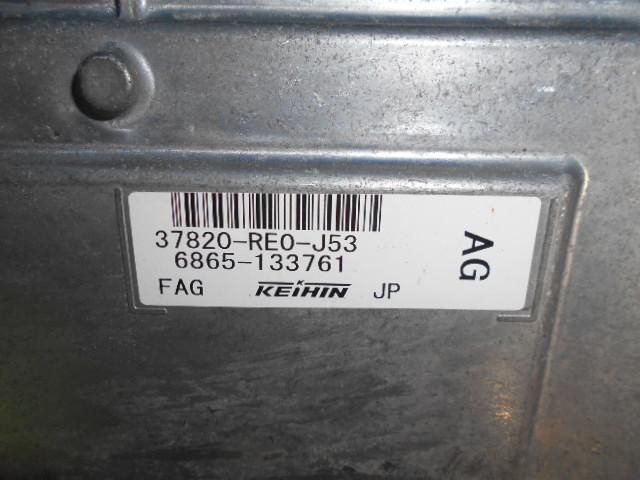 37820-RE0-J53
6865-133761
FAG KEIHIN JP
AG